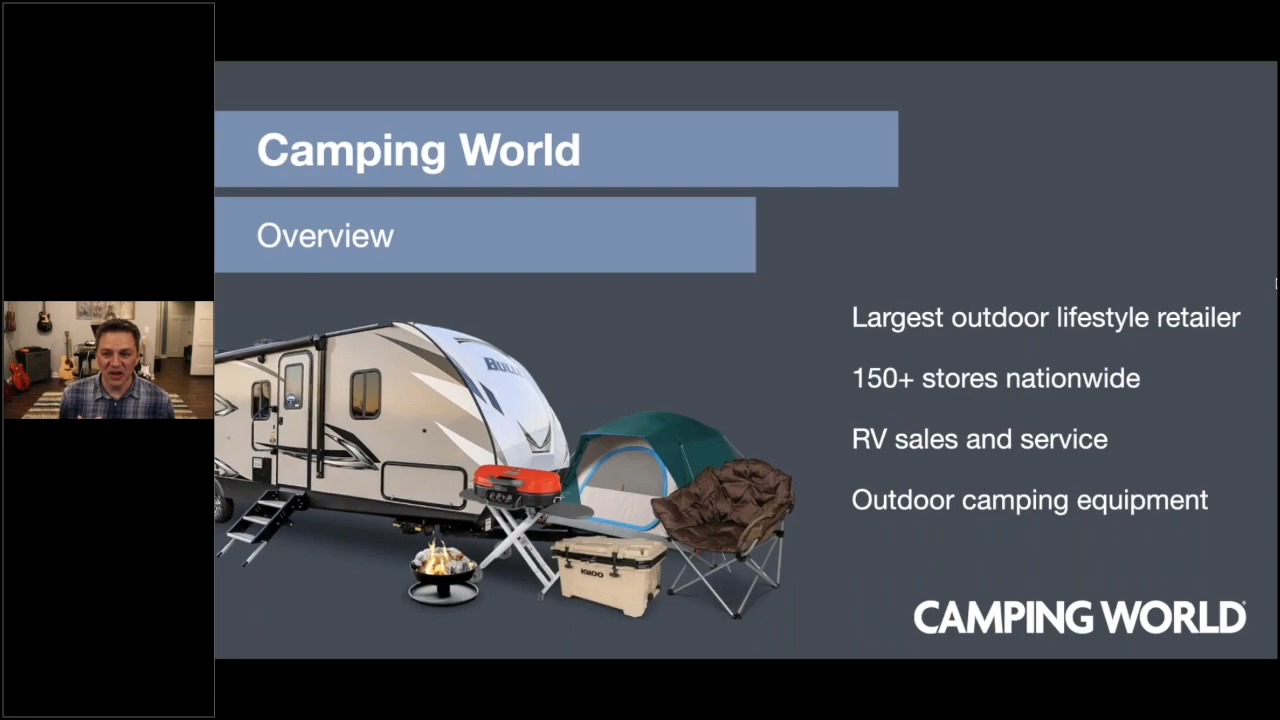 Camping World
Overview
Largest outdoor lifestyle retailer
150+ stores nationwide
RV sales and service
Outdoor camping equipment
IGLOO
CAMPING WORLD